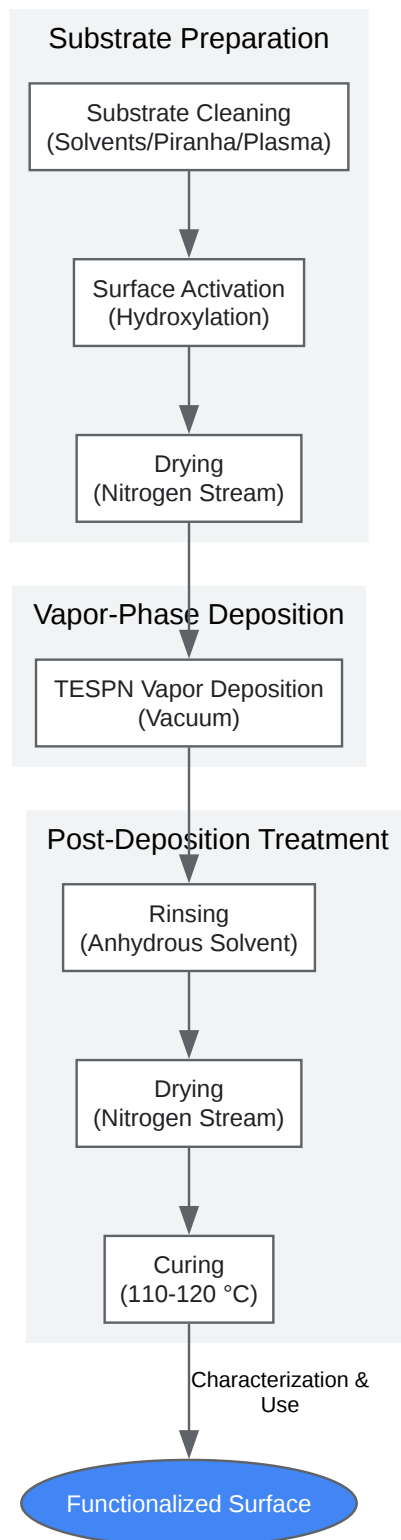 Substrate Preparation
Substrate Cleaning
(Solvents/Piranha/Plasma)
Surface Activation
(Hydroxylation)
Drying
(Nitrogen Stream)
Vapor-Phase Deposition
TESPN Vapor Deposition
(Vacuum)
Post-Deposition Treatment
Rinsing
(Anhydrous Solvent)
Drying
(Nitrogen Stream)
Curing
(110-120 °C)
Characterization &
Use
Functionalized Surface